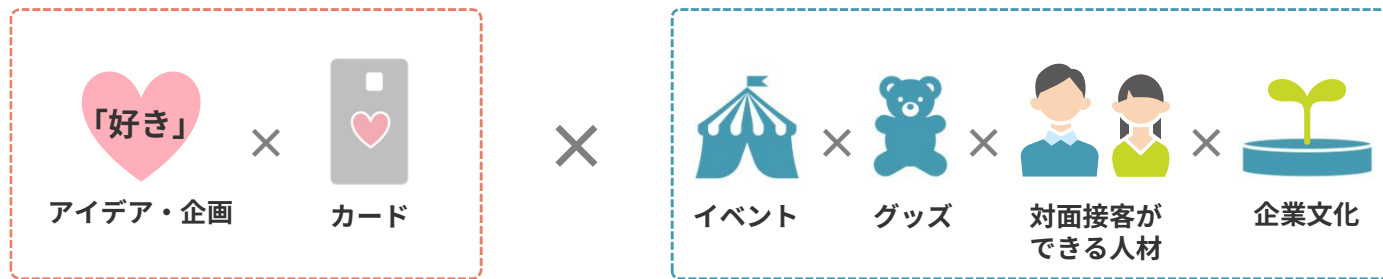 「好き」
アイデア・企画
×
カード
×
イベント
×
グッズ
×
対面接客が
できる人材
×
企業文化